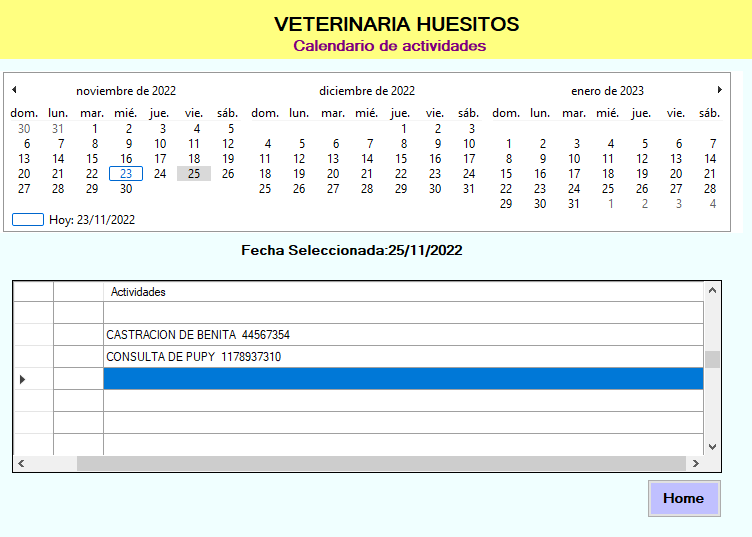 VETERINARIA HUESITOS
Calendario de actividades
noviembre de 2022
dom. lun. mar. mié. jue. vie. sáb.
30 31 1 2 3 4 5
6 7 8 9 10 11 12
13 14 15 16 17 18 19
20 21 22 23 24 25 26
27 28 29 30
diciembre de 2022
dom. lun. mar. mié. jue. vie. sáb.
1 2 3
4 5 6 7 8 9 10
11 12 13 14 15 16 17
18 19 20 21 22 23 24
25 26 27 28 29 30 31
enero de 2023
dom. lun. mar. mié. jue. vie. sáb.
1 2 3 4 5 6 7
8 9 10 11 12 13 14
15 16 17 18 19 20 21
22 23 24 25 26 27 28
29 30 31 1 2 3 4
Hoy: 23/11/2022
Fecha Seleccionada:25/11/2022
Actividades
CASTRACION DE BENITA 44567354
CONSULTA DE PUPY 1178937310
Home